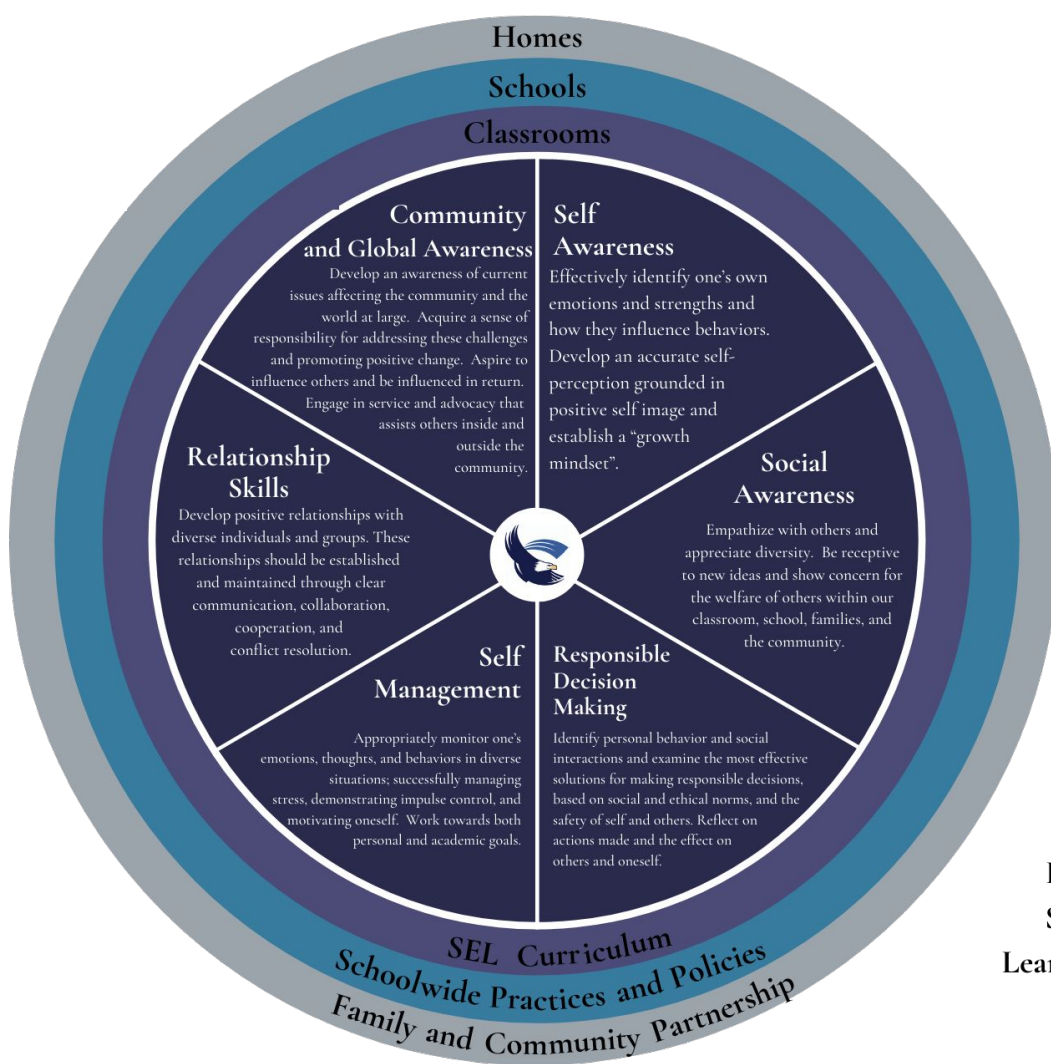 Homes
Schools
Classrooms
Community
and Global Awareness
Develop an awareness of current
issues affecting the community and the
world at large. Acquire a sense of
responsibility for addressing these challenges
and promoting positive change. Aspire to
influence others and be influenced in return.
Engage in service and advocacy that
assists others inside and
outside the
community.
Self
Awareness
Effectively identify one's own
emotions and strengths and
how they influence behaviors.
Develop an accurate self-
perception grounded in
positive self image and
establish a “growth
mindset”.
Social
Awareness
Empathize with others and
appreciate diversity. Be receptive
to new ideas and show concern for
the welfare of others within our
classroom, school, families, and
the community.
Responsible
Decision
Making
Identify personal behavior and social
interactions and examine the most effective
solutions for making responsible decisions,
based on social and ethical norms, and the
safety of self and others. Reflect on
actions made and the effect on
others and oneself.
Self
Management
Appropriately monitor one's
emotions, thoughts, and behaviors in diverse
situations; successfully managing
stress, demonstrating impulse control, and
motivating oneself. Work towards both
personal and academic goals.
Relationship
Skills
Develop positive relationships with
diverse individuals and groups. These
relationships should be established
and maintained through clear
communication, collaboration,
cooperation, and
conflict resolution.
SEL Curriculum
Schoolwide Practices and Policies
Family and Community Partnership